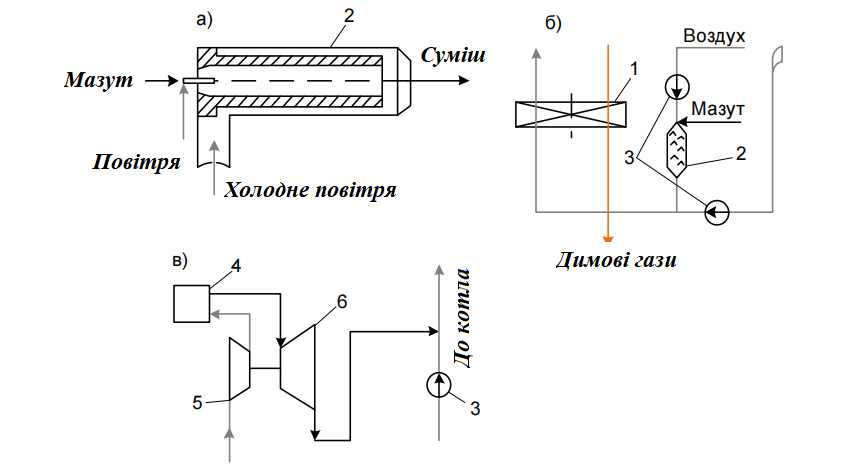 а)
2
Суміш
Мазут
Повітря
Холодне повітря
б)
Воздух
1
Мазут
3
2
Димові гази
в)
4
6
5
До котла
3